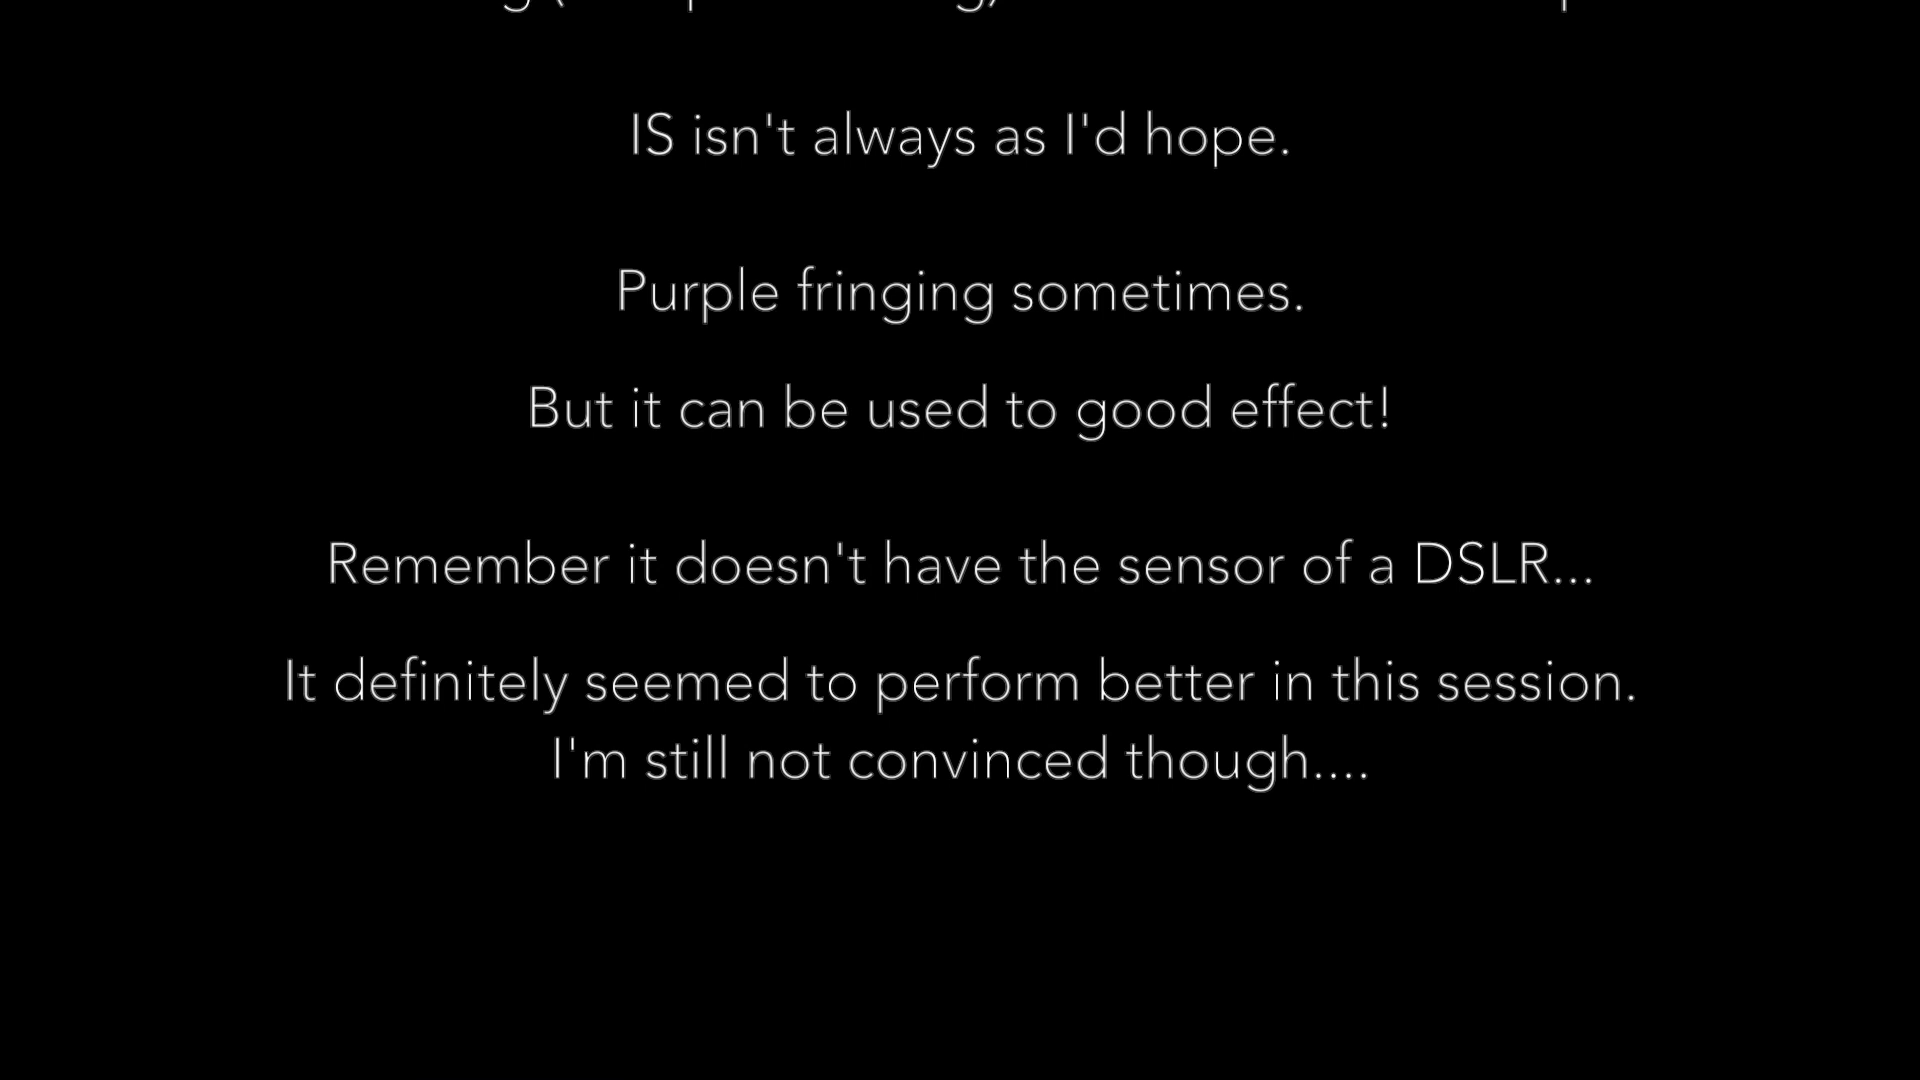 IS isn't always as I'd hope.
Purple fringing sometimes.
But it can be used to good effect!
Remember it doesn't have the sensor of a DSLR...
It definitely seemed to perform better in this session.
I'm still not convinced though....